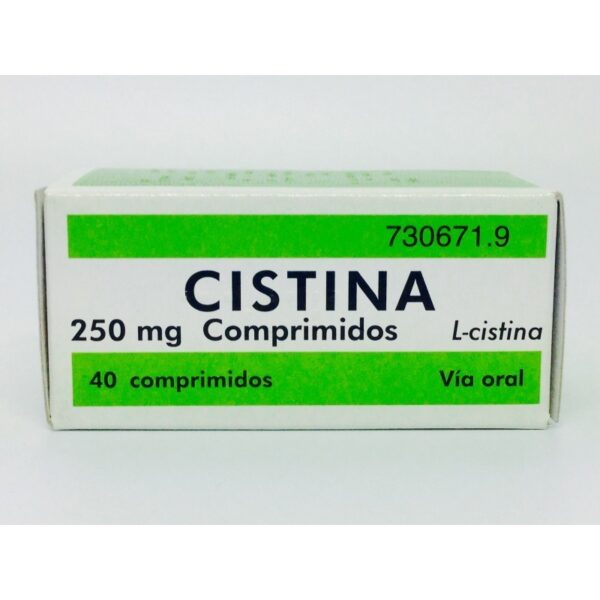 730671.9
CISTINA
250 mg Comprimidos L-cistina
40 comprimidos Vía oral